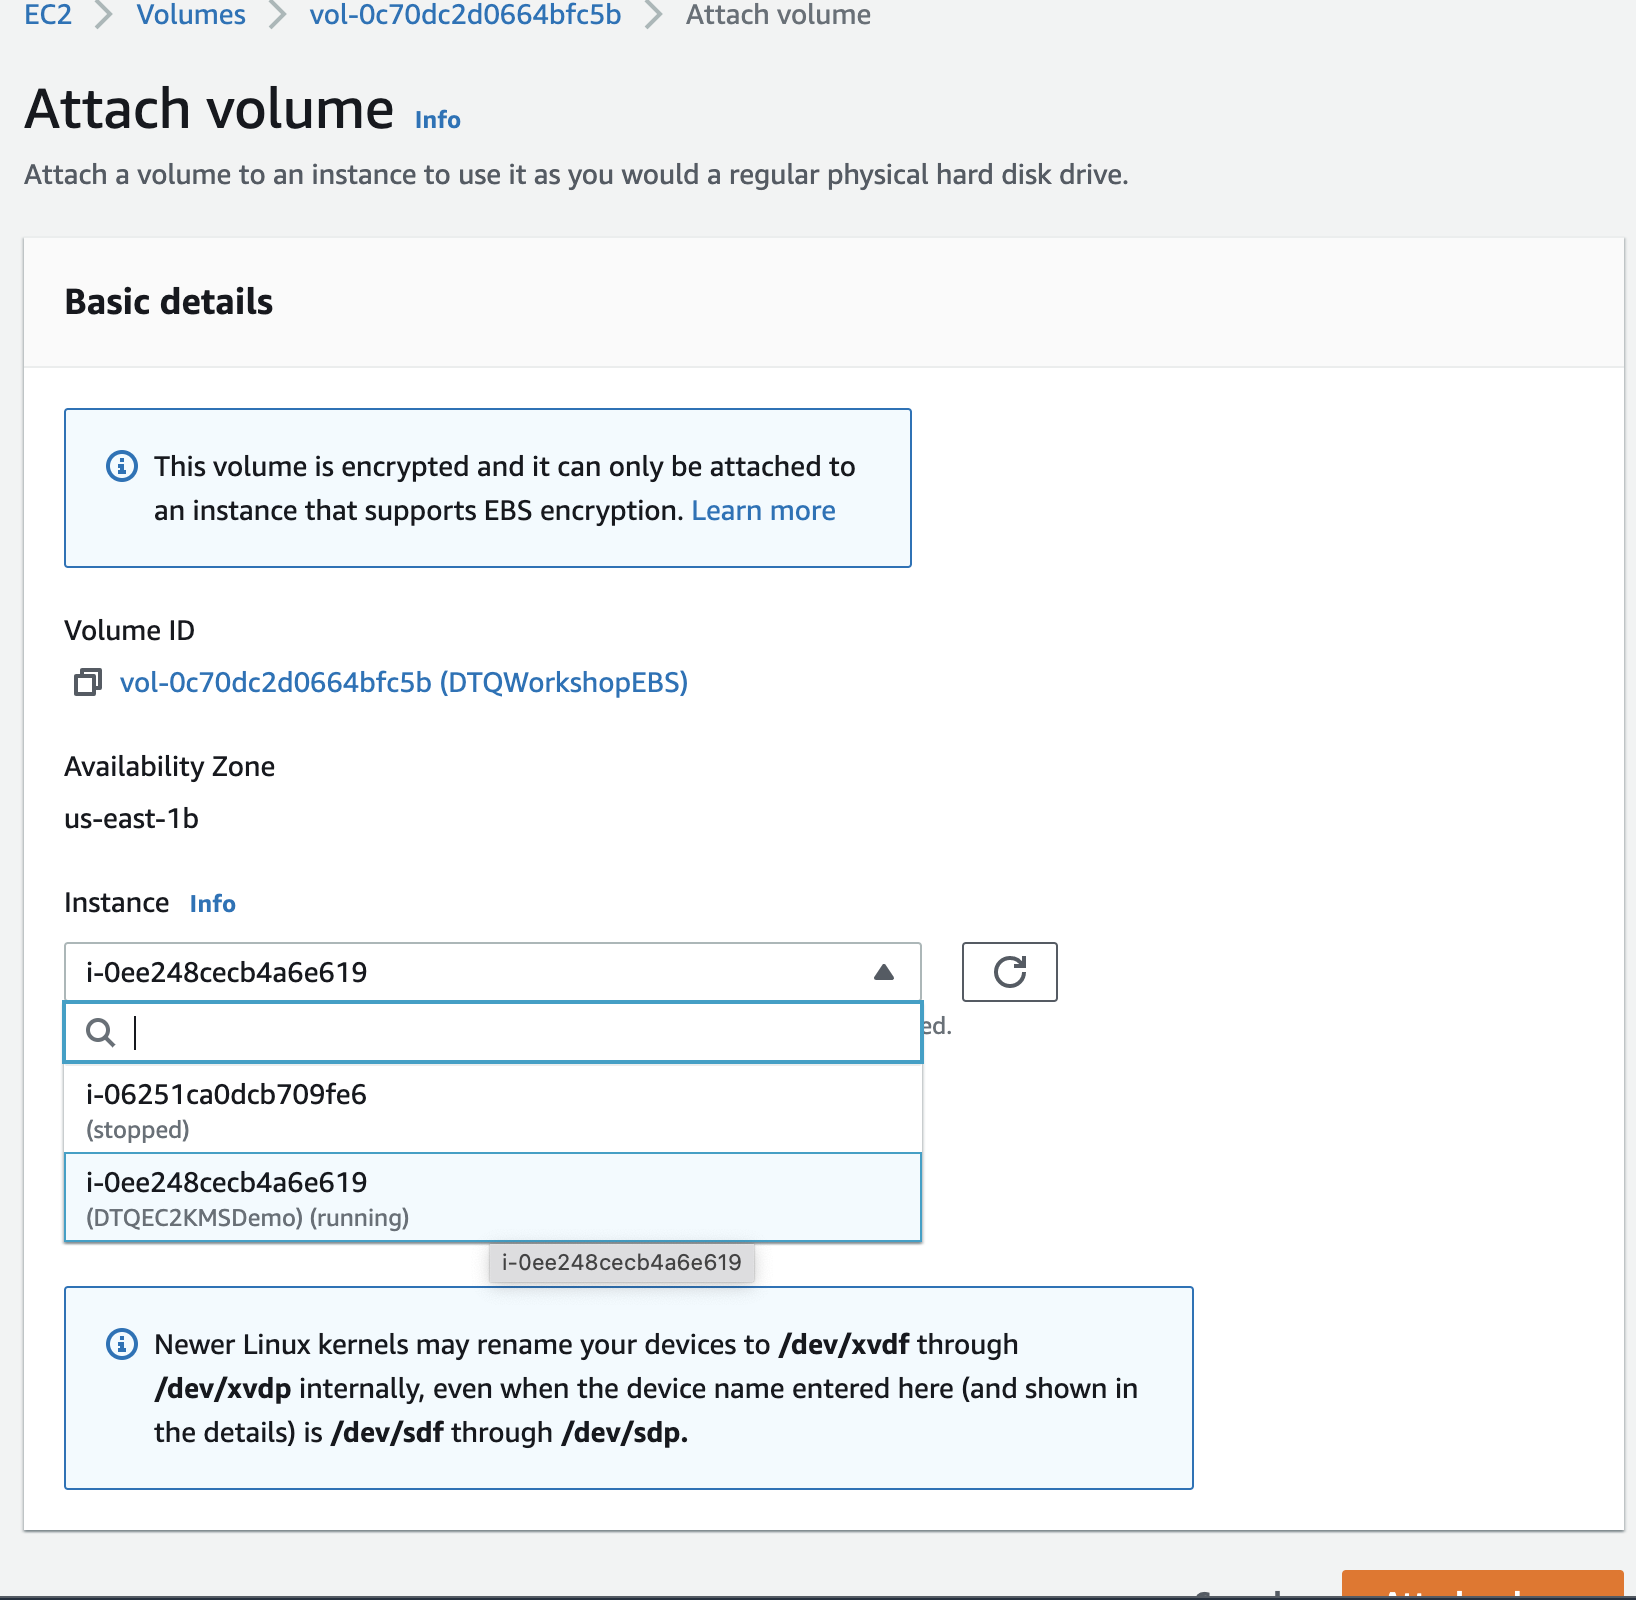 EC2 > Volumes > vol-0c70dc2d0664bfc5b > Attach volume
Attach volume Info
Attach a volume to an instance to use it as you would a regular physical hard disk drive.
Basic details
This volume is encrypted and it can only be attached to
an instance that supports EBS encryption. Learn more
Volume ID
vol-0c70dc2d0664bfc5b (DTQWorkshopEBS)
Availability Zone
us-east-1b
Instance Info
i-0ee248cecb4a6e619
ed.
i-06251ca0dcb709fe6
(stopped)
i-0ee248cecb4a6e619
(DTQEC2KMSDemo) (running)
i-0ee248cecb4a6e619
Newer Linux kernels may rename your devices to /dev/xvdf through
/dev/xvdp internally, even when the device name entered here (and shown in
the details) is /dev/sdf through /dev/sdp.